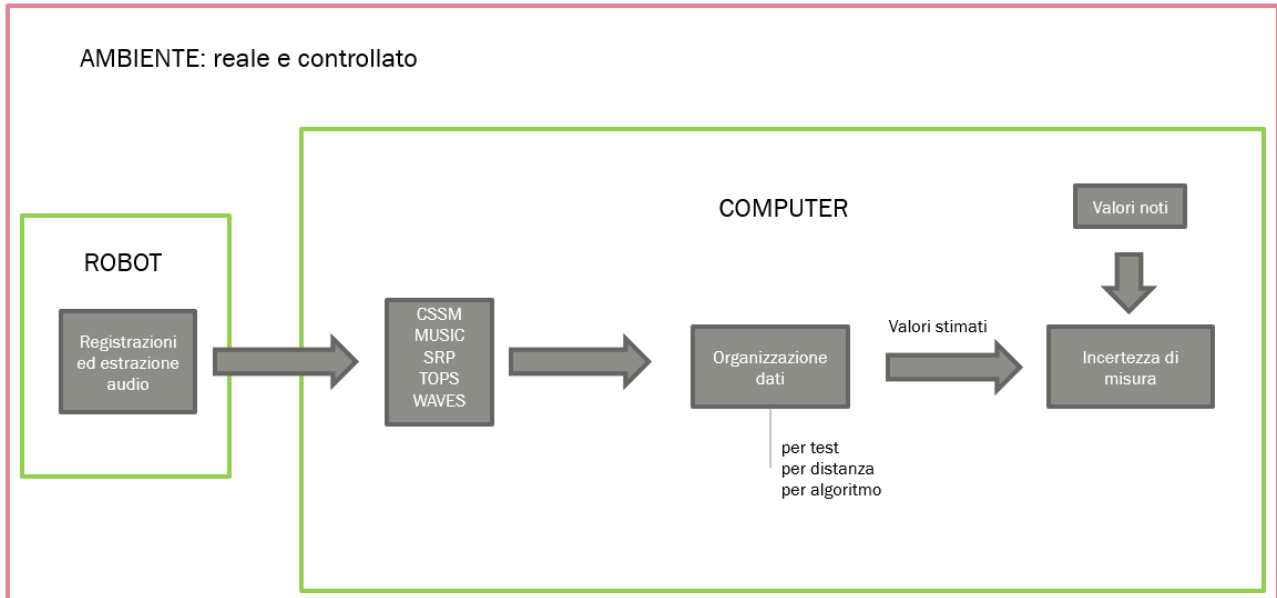 AMBIENTE: reale e controllato
COMPUTER
Valori noti
ROBOT
Registrazioni
ed estrazione
audio
CSSM
MUSIC
SRP
TOPS
WAVES
Organizzazione
dati
per test
per distanza
per algoritmo
Valori stimati
Incertezza di
misura